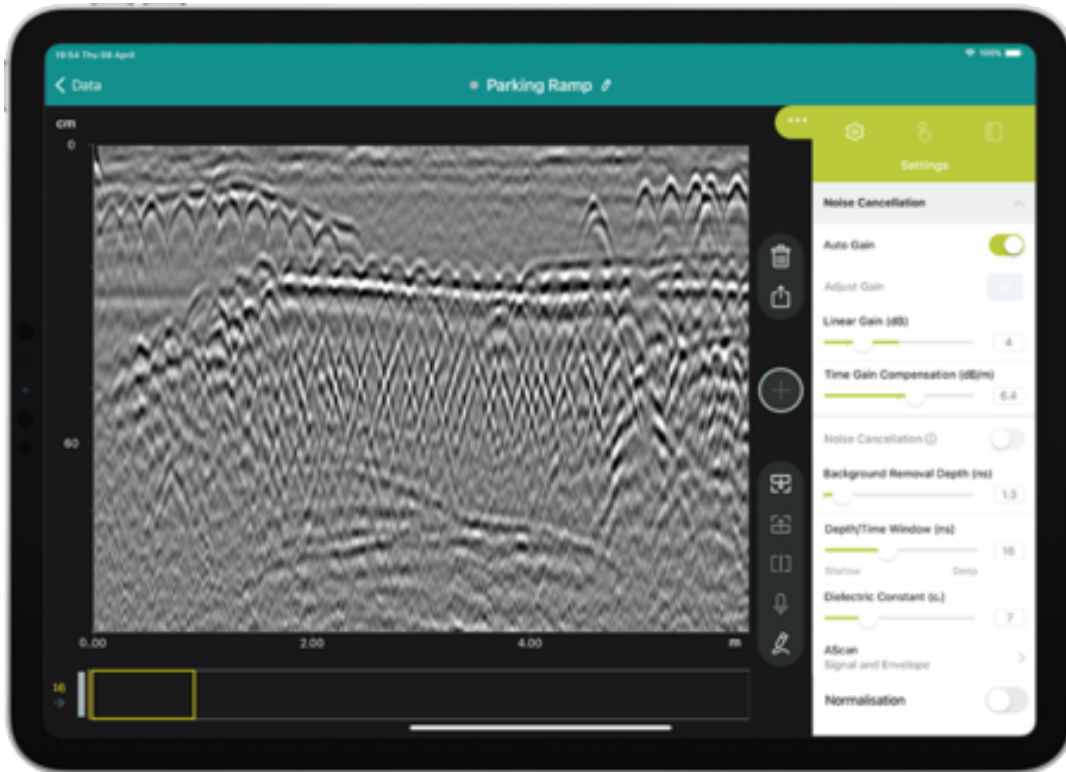 19:54 Thu 08 April
100%
Data
Parking Ramp
Settings
cm
0
60
0.00
2.00
4.00
m
16
Noise Cancellation
Auto Gain
Adjust Gain
Linear Gain (dB)
4
Time Gain Compensation (dB/m)
6.4
Noise Cancellation
Background Removal Depth (ns)
1.3
Depth/Time Window (ns)
16
Shallow
Deep
Dielectric Constant (εᵣ)
7
AScan
Signal and Envelope
Normalisation